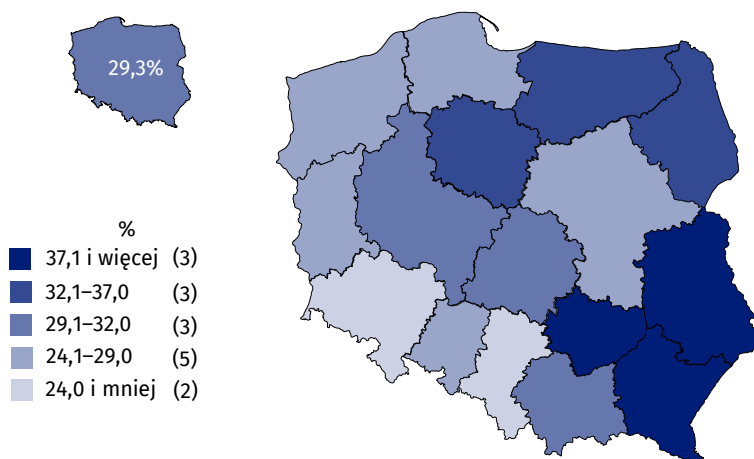 29,3%
%
37,1 i więcej (3)
32,1–37,0 (3)
29,1–32,0 (3)
24,1–29,0 (5)
24,0 i mniej (2)